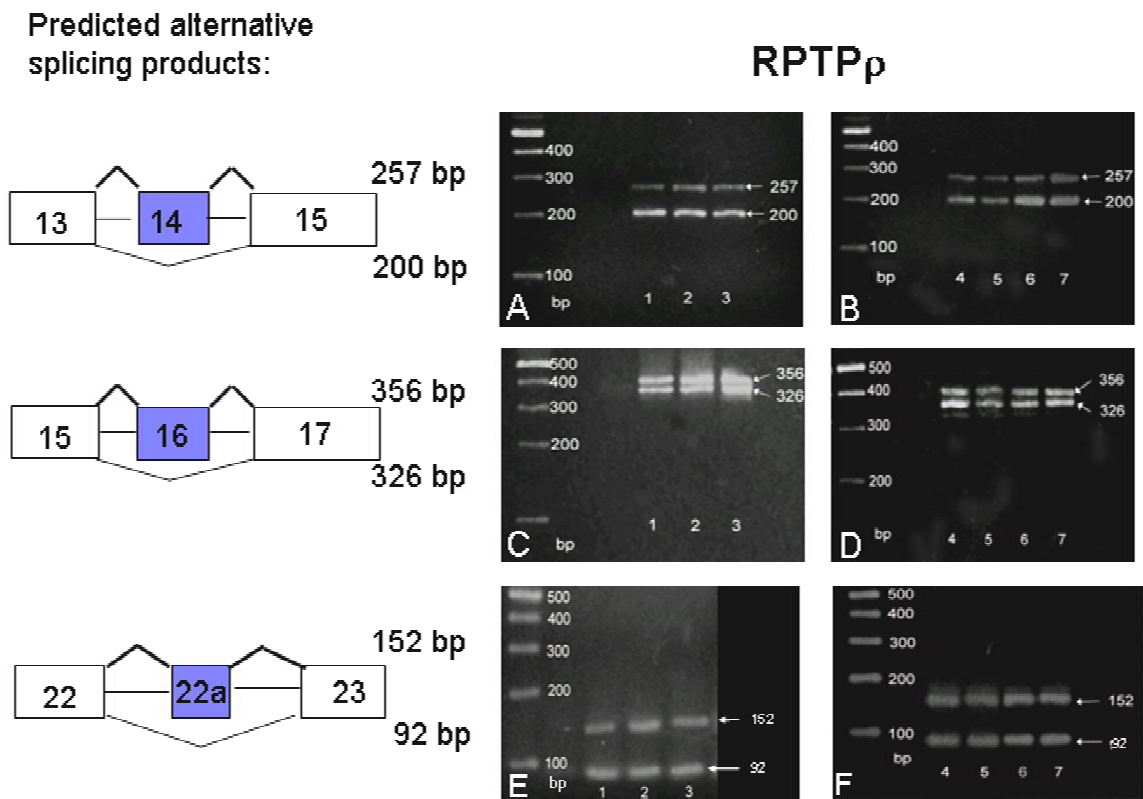 Predicted alternative
splicing products:
RPTPρ
257 bp
13 14 15
200 bp
400
300
200
100
bp
257
200
1 2 3
A
400
300
200
100
bp
257
200
4 5 6 7
B
356 bp
15 16 17
326 bp
500
400
300
200
bp
356
326
1 2 3
C
500
400
300
200
bp
356
326
4 5 6 7
D
152 bp
22 22a 23
92 bp
500
400
300
200
100
bp
152
92
1 2 3
E
500
400
300
200
100
bp
152
92
4 5 6 7
F